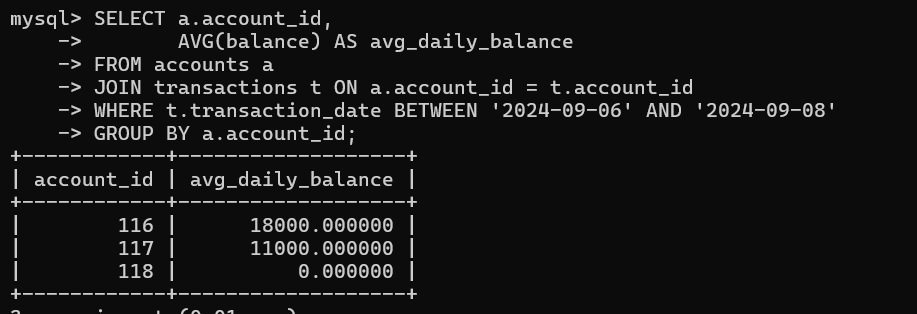 mysql> SELECT a.account_id,
    ->        AVG(balance) AS avg_daily_balance
    -> FROM accounts a
    -> JOIN transactions t ON a.account_id = t.account_id
    -> WHERE t.transaction_date BETWEEN '2024-09-06' AND '2024-09-08'
    -> GROUP BY a.account_id;
+------------+-------------------+
| account_id | avg_daily_balance |
+------------+-------------------+
|        116 |      18000.000000 |
|        117 |      11000.000000 |
|        118 |          0.000000 |
+------------+-------------------+